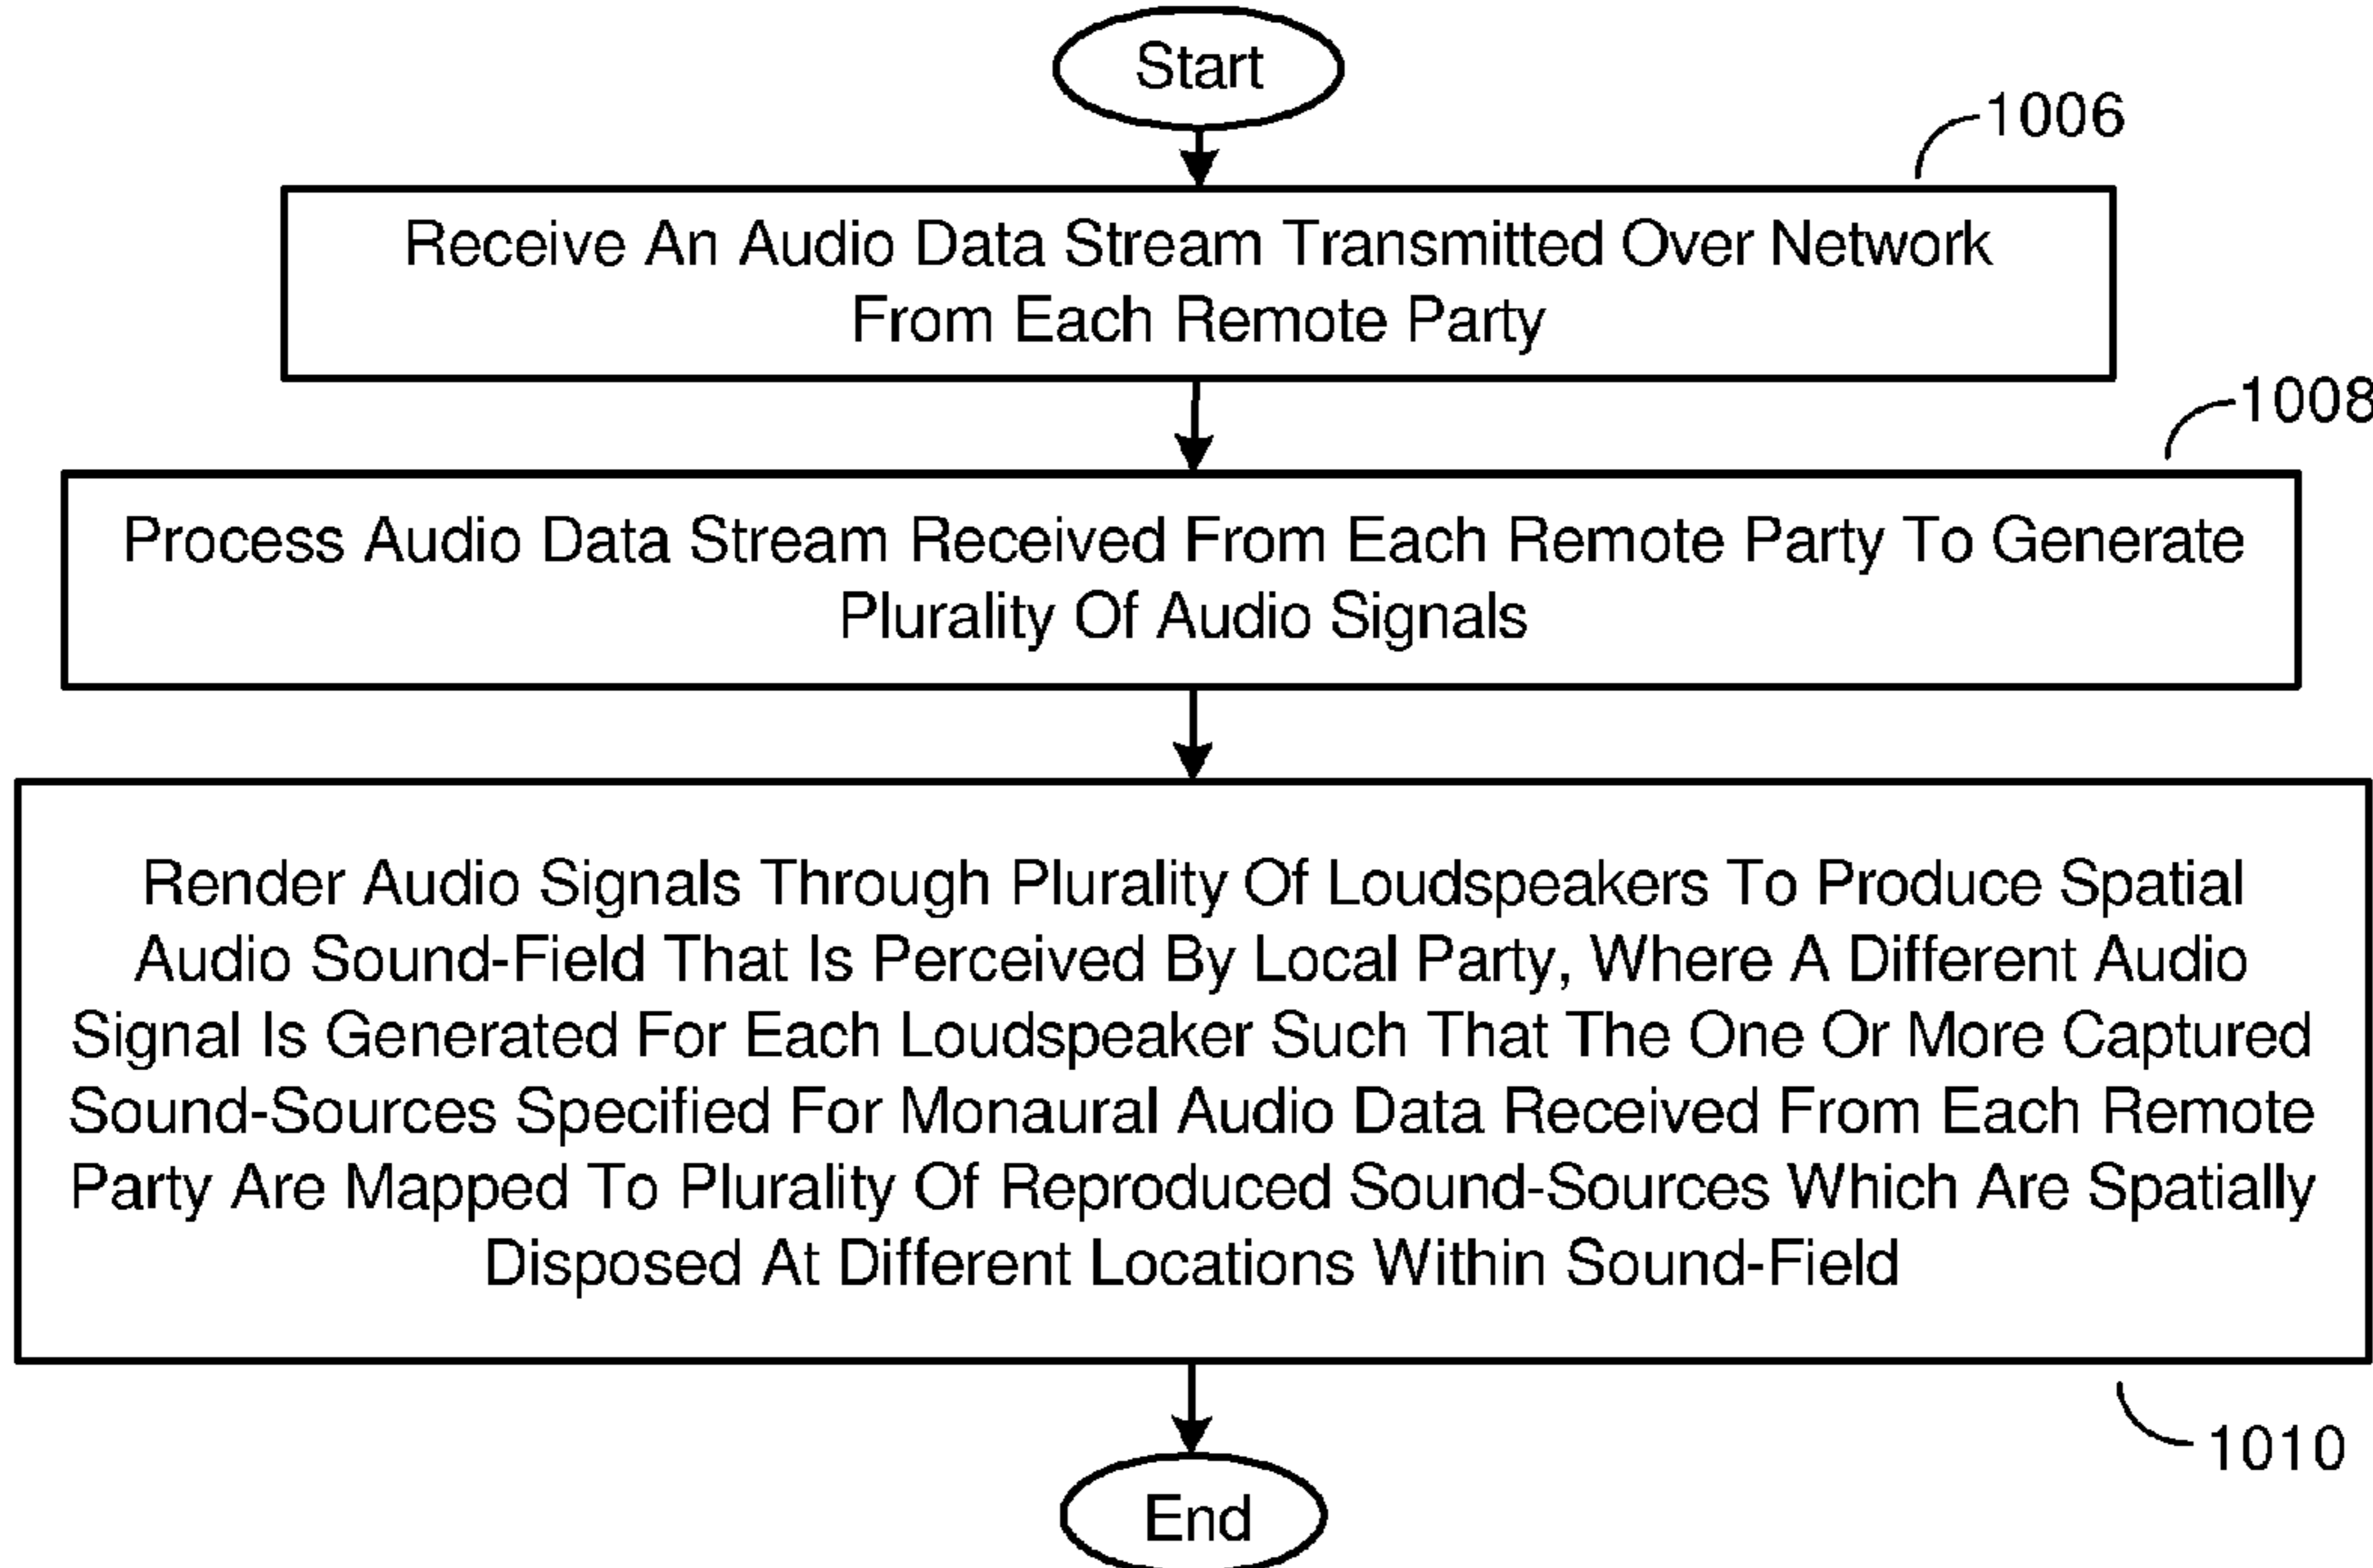 Start
1006
Receive An Audio Data Stream Transmitted Over Network
From Each Remote Party
1008
Process Audio Data Stream Received From Each Remote Party To Generate
Plurality Of Audio Signals
Render Audio Signals Through Plurality Of Loudspeakers To Produce Spatial
Audio Sound-Field That Is Perceived By Local Party, Where A Different Audio
Signal Is Generated For Each Loudspeaker Such That The One Or More Captured
Sound-Sources Specified For Monaural Audio Data Received From Each Remote
Party Are Mapped To Plurality Of Reproduced Sound-Sources Which Are Spatially
Disposed At Different Locations Within Sound-Field
1010
End